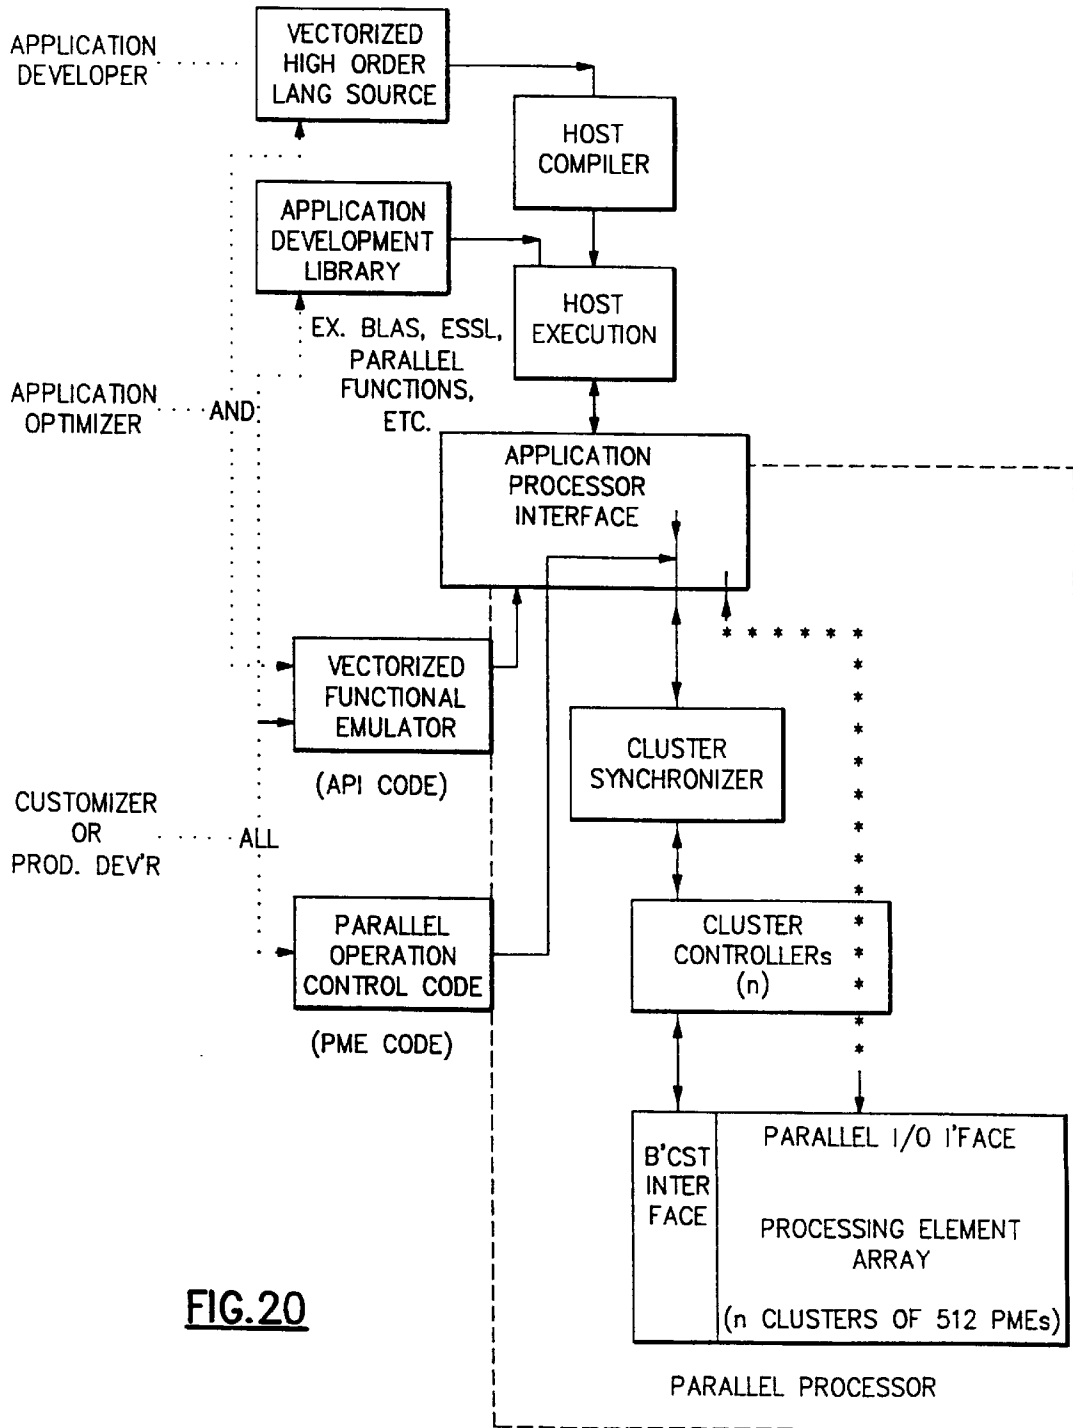 APPLICATION
DEVELOPER
VECTORIZED
HIGH ORDER
LANG SOURCE
HOST
COMPILER
APPLICATION
DEVELOPMENT
LIBRARY
HOST
EXECUTION
EX. BLAS, ESSL,
PARALLEL
FUNCTIONS,
ETC.
APPLICATION
OPTIMIZER
AND
APPLICATION
PROCESSOR
INTERFACE
VECTORIZED
FUNCTIONAL
EMULATOR
(API CODE)
CLUSTER
SYNCHRONIZER
CUSTOMIZER
OR
PROD. DEV'R
ALL
PARALLEL
OPERATION
CONTROL CODE
(PME CODE)
CLUSTER
CONTROLLERs
(n)
B'CST
INTER
FACE
PARALLEL I/O I'FACE
PROCESSING ELEMENT
ARRAY
(n CLUSTERS OF 512 PMEs)
FIG.20
PARALLEL PROCESSOR